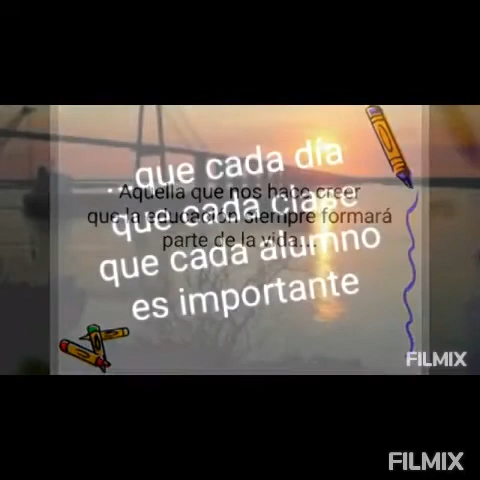 ...que cada día
que cada clase
que cada alumno
es importante
Aquella que nos hace creer
que la educación siempre formará
parte de la vida...
FILMIX
FILMIX